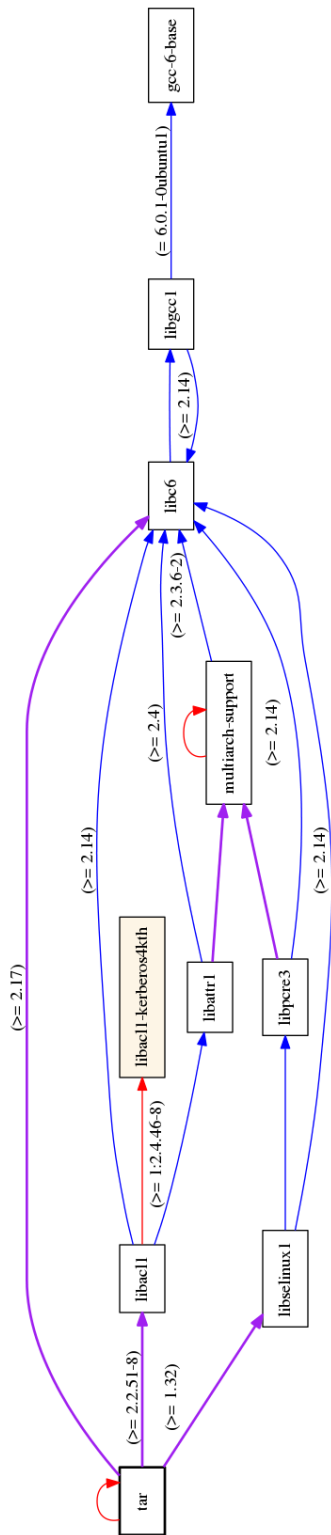 tar
(>= 2.17)
(>= 2.2.51-8)
(>= 1.32)
libacl1
libselinux1
(>= 2.14)
libacl1-kerberos4kth
(>= 1:2.4.46-8)
libattr1
libpcre3
(>= 2.4)
multiarch-support
(>= 2.14)
(>= 2.14)
(>= 2.3.6-2)
libc6
(>= 2.14)
libgcc1
(= 6.0.1-0ubuntu1)
gcc-6-base